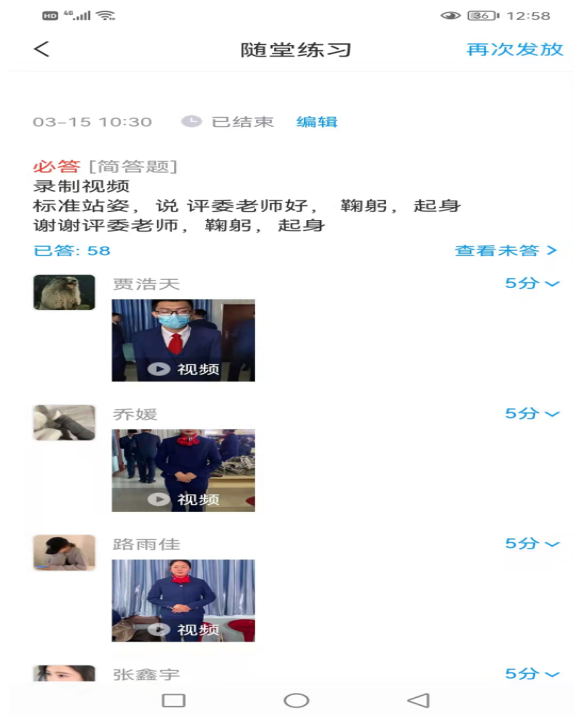 HD 4G 36 12:58
随堂练习 再次发放
03-15 10:30 已结束 编辑
必答 [简答题]
录制视频
标准站姿，说 评委老师好， 鞠躬，起身
谢谢评委老师，鞠躬，起身
已答: 58 查看未答
贾浩天 5分
视频
乔媛 5分
视频
路雨佳 5分
视频
张鑫宇 5分